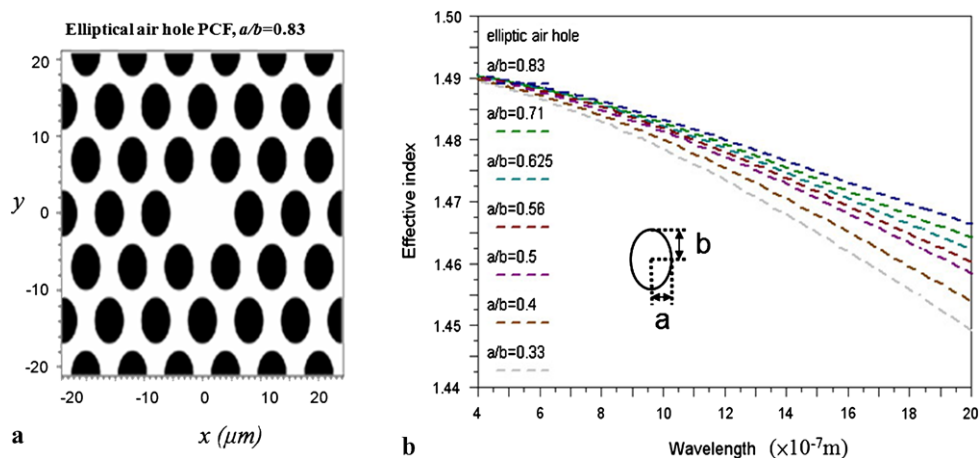 Elliptical air hole PCF, a/b=0.83
20
10
y
0
-10
-20
-20
-10
0
10
20
a
x (μm)
1.50
1.49
1.48
1.47
1.46
1.45
1.44
Effective index
elliptic air hole
a/b=0.83
a/b=0.71
a/b=0.625
a/b=0.56
a/b=0.5
a/b=0.4
a/b=0.33
b
a
4
6
8
10
12
14
16
18
20
b
Wavelength (×10-7m)